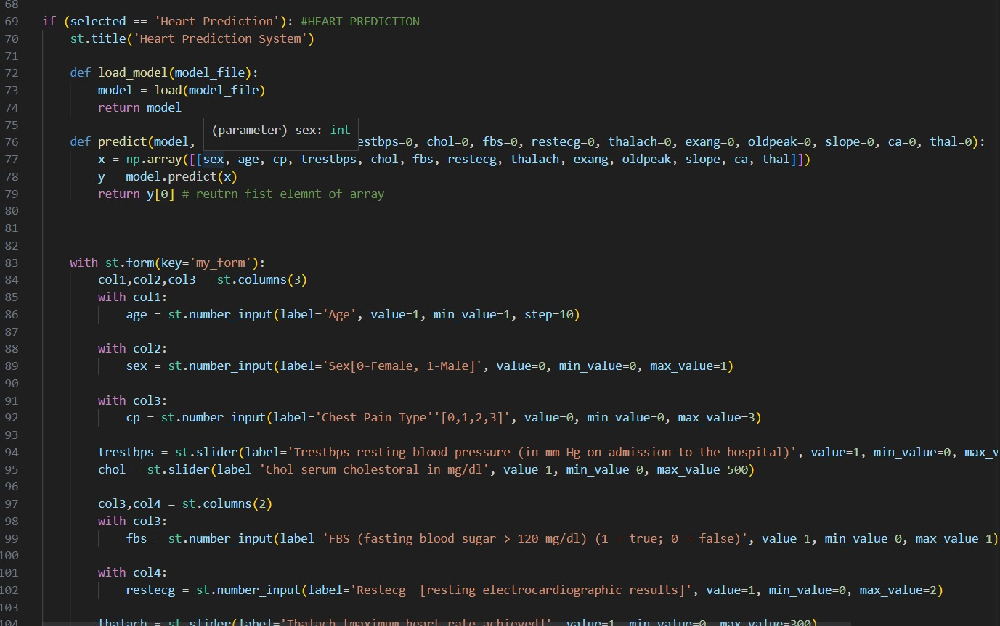 68
69 if (selected == 'Heart Prediction'): #HEART PREDICTION
70 st.title('Heart Prediction System')
71
72 def load_model(model_file):
73 model = load(model_file)
74 return model
75
(parameter) sex: int
76 def predict(model, estbps=0, chol=0, fbs=0, restecg=0, thalach=0, exang=0, oldpeak=0, slope=0, ca=0, thal=0):
77 x = np.array([[sex, age, cp, trestbps, chol, fbs, restecg, thalach, exang, oldpeak, slope, ca, thal]])
78 y = model.predict(x)
79 return y[0] # reutrn fist elemnt of array
80
81
82
83 with st.form(key='my_form'):
84 col1,col2,col3 = st.columns(3)
85 with col1:
86 age = st.number_input(label='Age', value=1, min_value=1, step=10)
87
88 with col2:
89 sex = st.number_input(label='Sex[0-Female, 1-Male]', value=0, min_value=0, max_value=1)
90
91 with col3:
92 cp = st.number_input(label='Chest Pain Type''[0,1,2,3]', value=0, min_value=0, max_value=3)
93
94 trestbps = st.slider(label='Trestbps resting blood pressure (in mm Hg on admission to the hospital)', value=1, min_value=0, max_v
95 chol = st.slider(label='Chol serum cholestoral in mg/dl', value=1, min_value=0, max_value=500)
96
97 col3,col4 = st.columns(2)
98 with col3:
99 fbs = st.number_input(label='FBS (fasting blood sugar > 120 mg/dl) (1 = true; 0 = false)', value=1, min_value=0, max_value=1)
100
101 with col4:
102 restecg = st.number_input(label='Restecg  [resting electrocardiographic results]', value=1, min_value=0, max_value=2)
103
104 thalach = st.slider(label='Thalach [maximum heart rate achieved]', value=1, min_value=0, max_value=300)